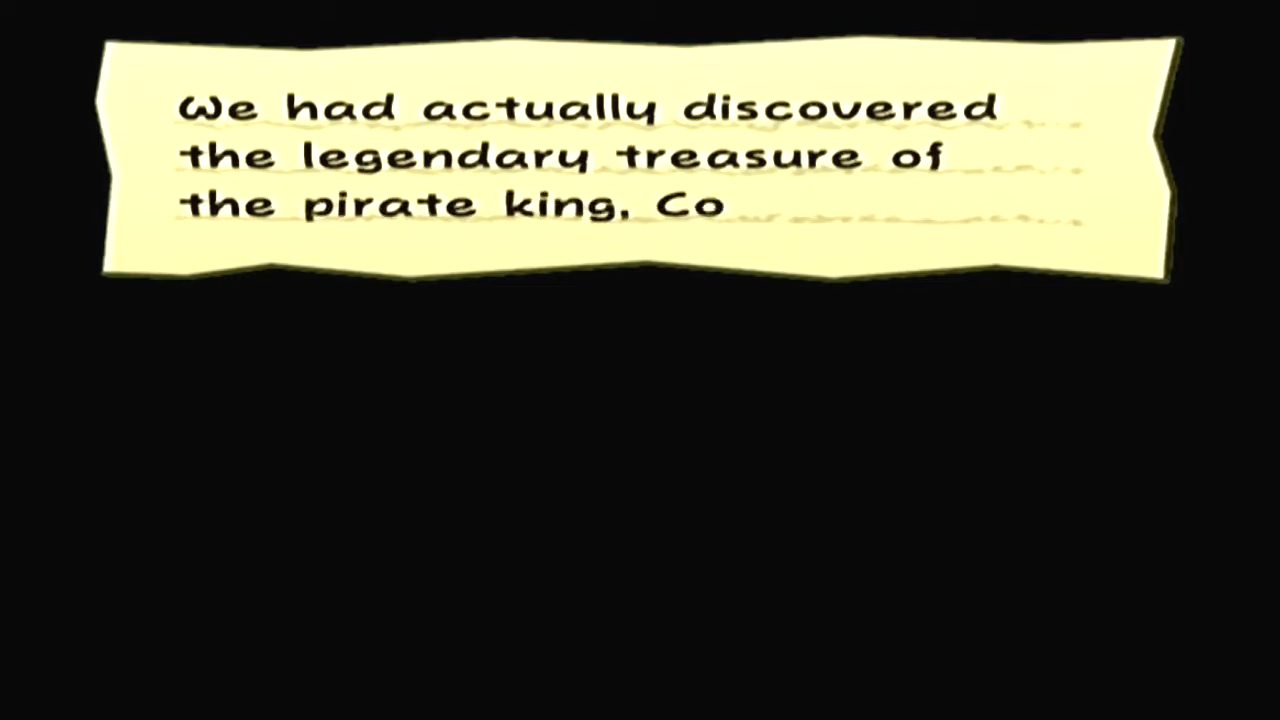 We had actually discovered
the legendary treasure of
the pirate king, Co